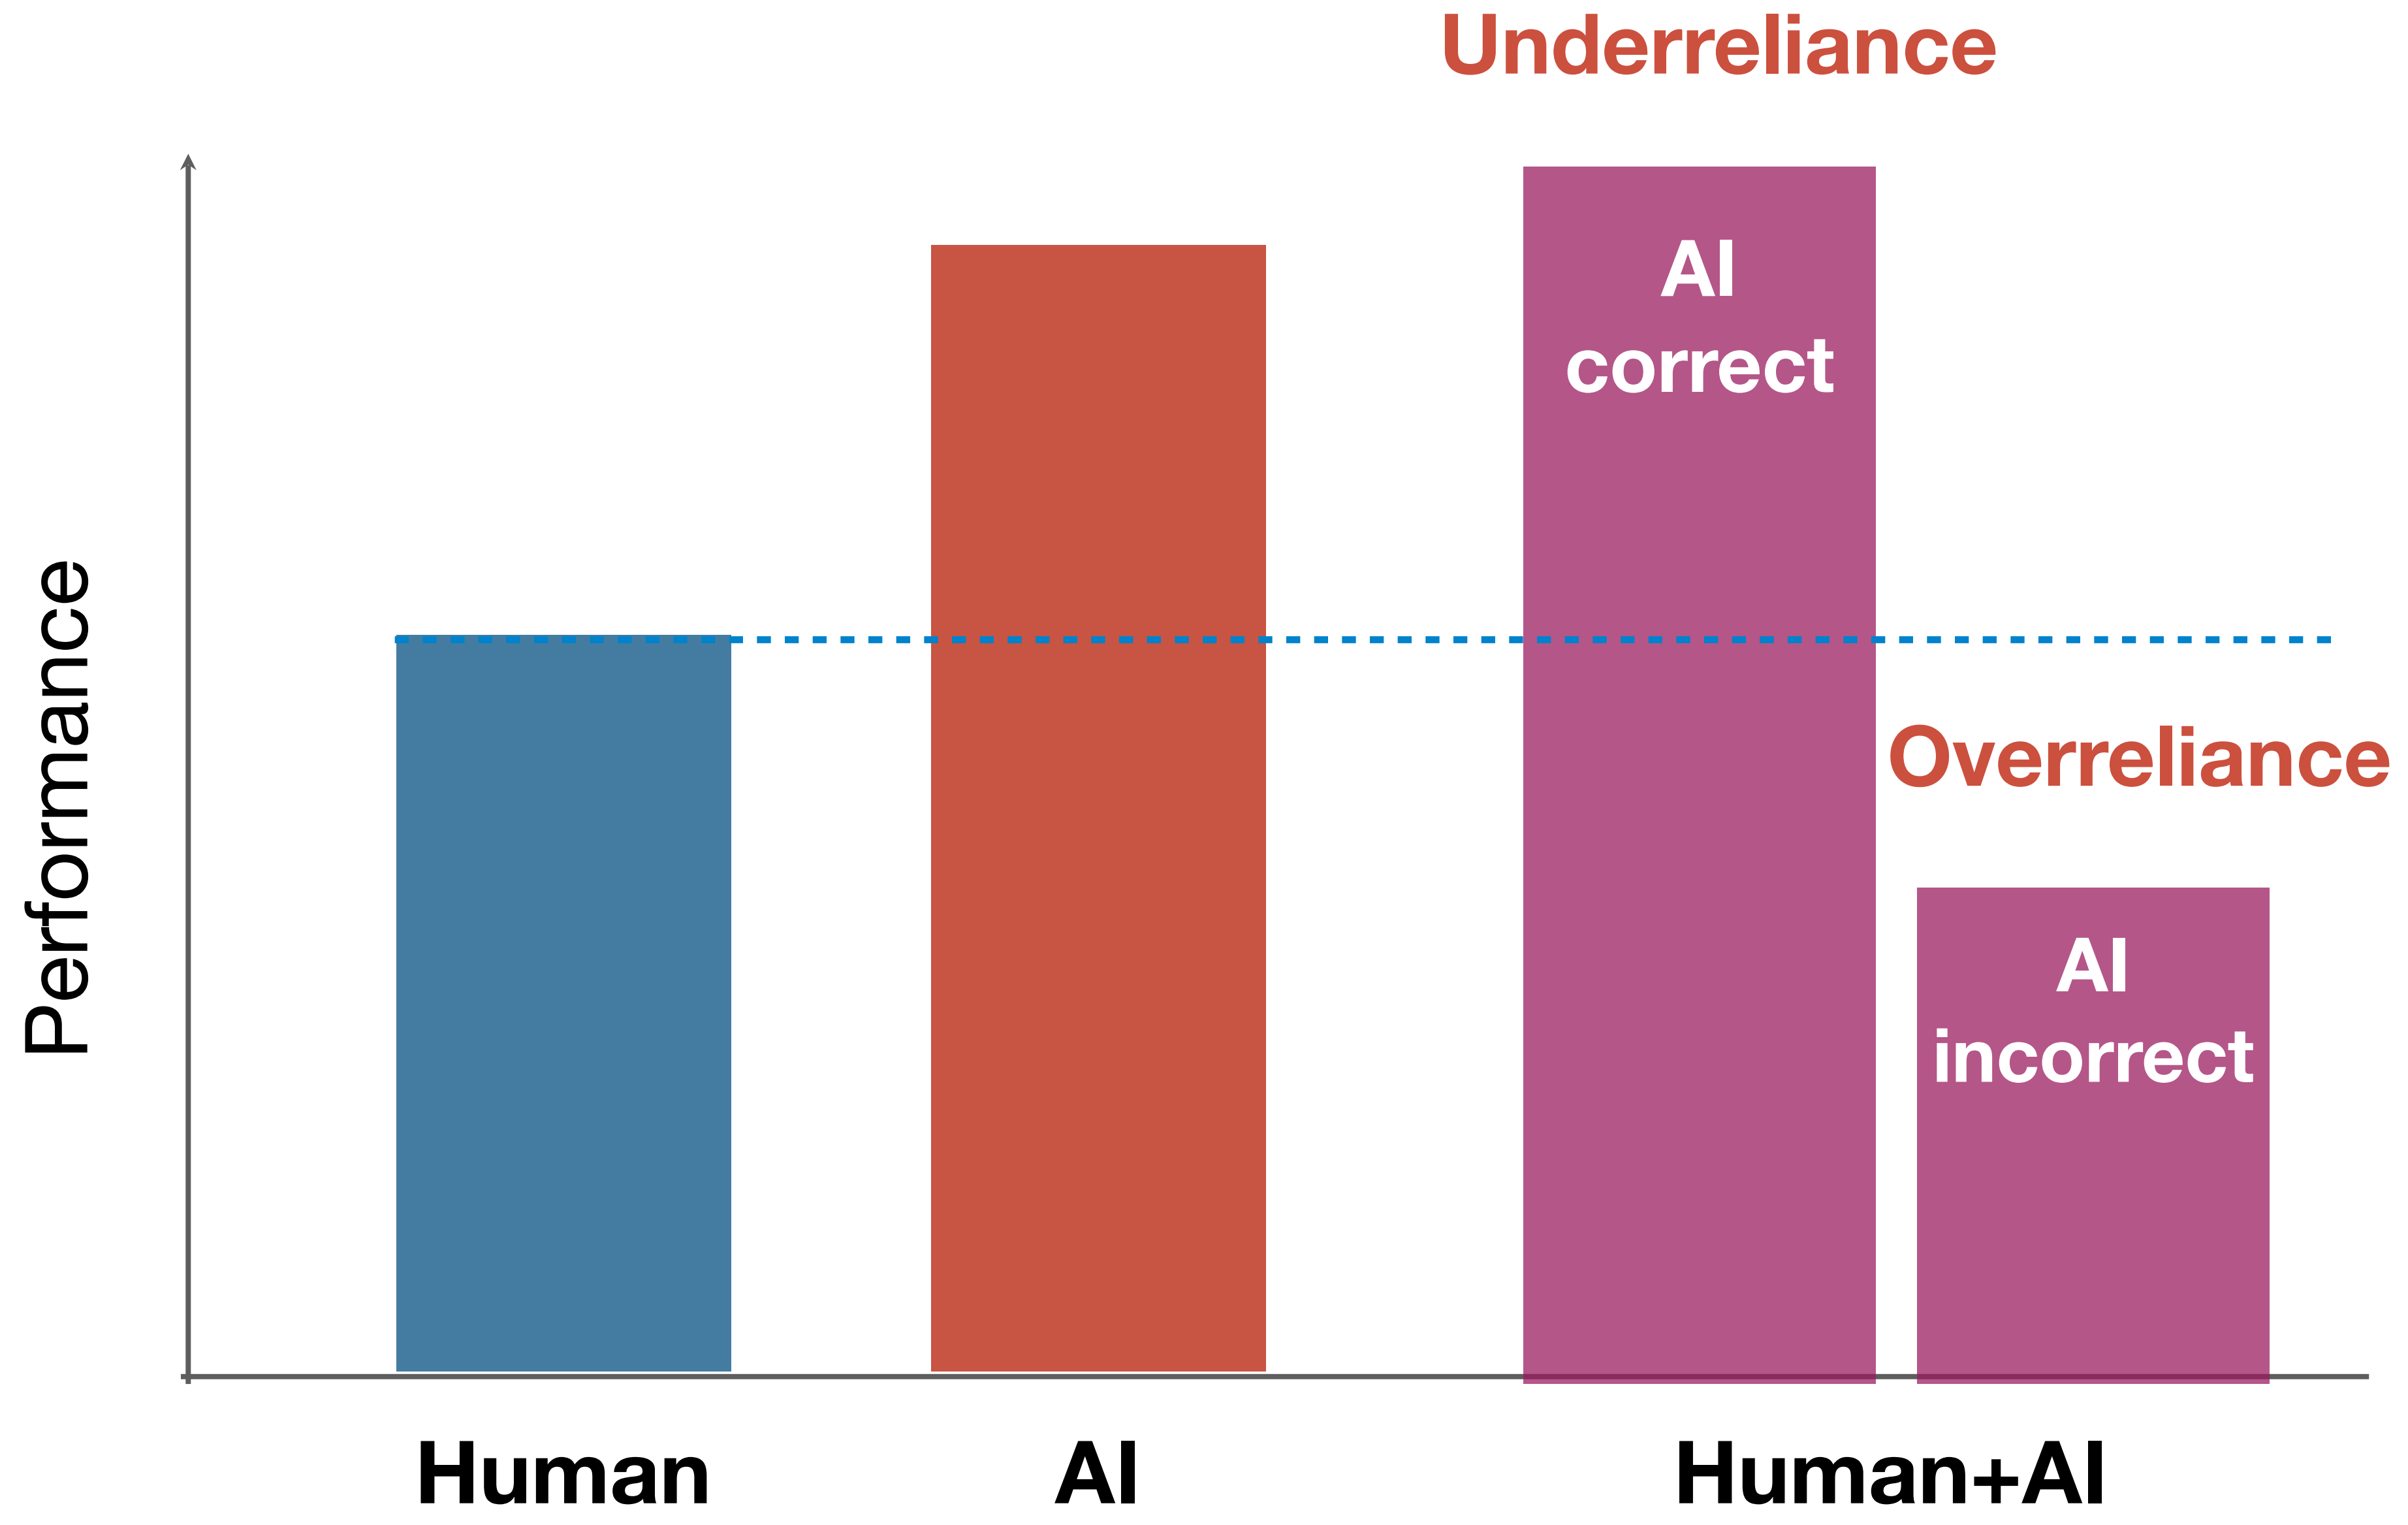 Underreliance
AI
correct
Performance
Overreliance
AI
incorrect
Human
AI
Human+AI